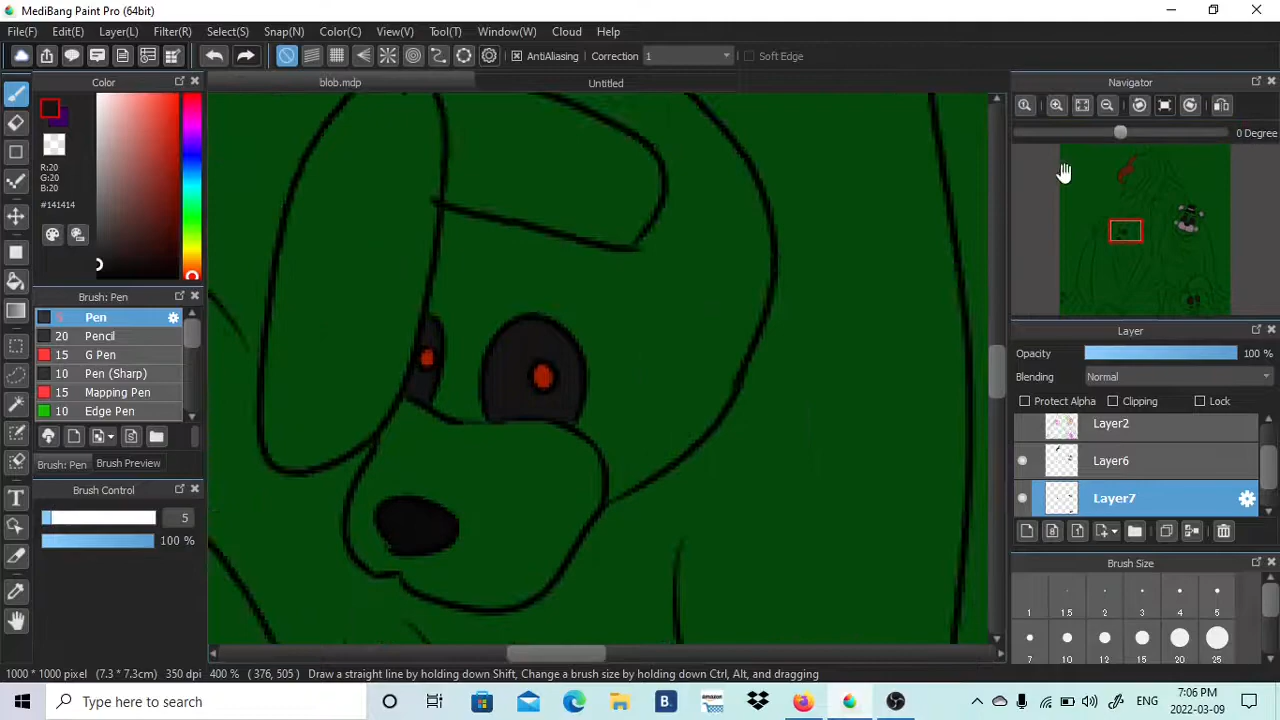 MediBang Paint Pro (64bit)
File(F) Edit(E) Layer(L) Filter(R) Select(S) Snap(N) Color(C) View(V) Tool(T) Window(W) Cloud Help
AntiAliasing Correction 1 Soft Edge
Color
blob.mdp Untitled
Navigator
0 Degree
R:20
G:20
B:20
#141414
Brush: Pen
5 Pen
20 Pencil
15 G Pen
10 Pen (Sharp)
15 Mapping Pen
10 Edge Pen
Brush: Pen Brush Preview
Brush Control
5
100 %
Layer
Opacity 100 %
Blending Normal
Protect Alpha Clipping Lock
Layer2
Layer6
Layer7
Brush Size
1 1.5 2 3 4 5
7 10 12 15 20 25
1000 * 1000 pixel (7.3 * 7.3cm) 350 dpi 400 % (376, 505) Draw a straight line by holding down Shift, Change a brush size by holding down Ctrl, Alt, and dragging
Type here to search
B.
amazon
ENG
7:06 PM
2022-03-09